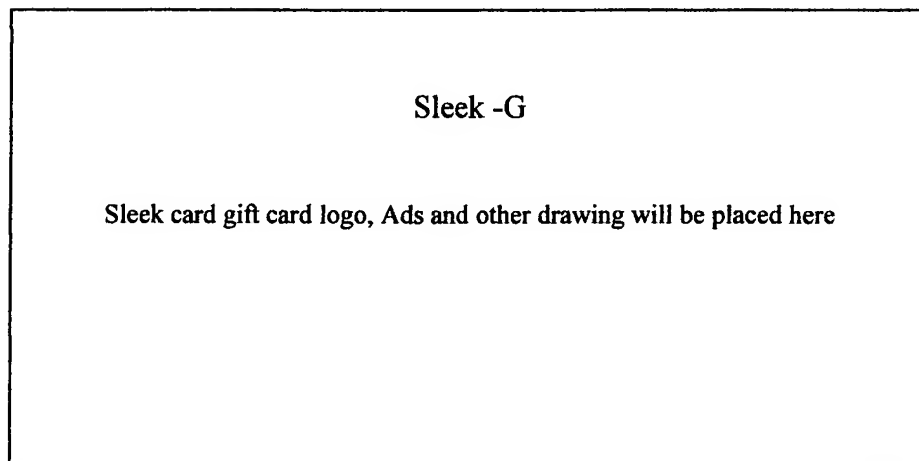 Sleek -G
Sleek card gift card logo, Ads and other drawing will be placed here